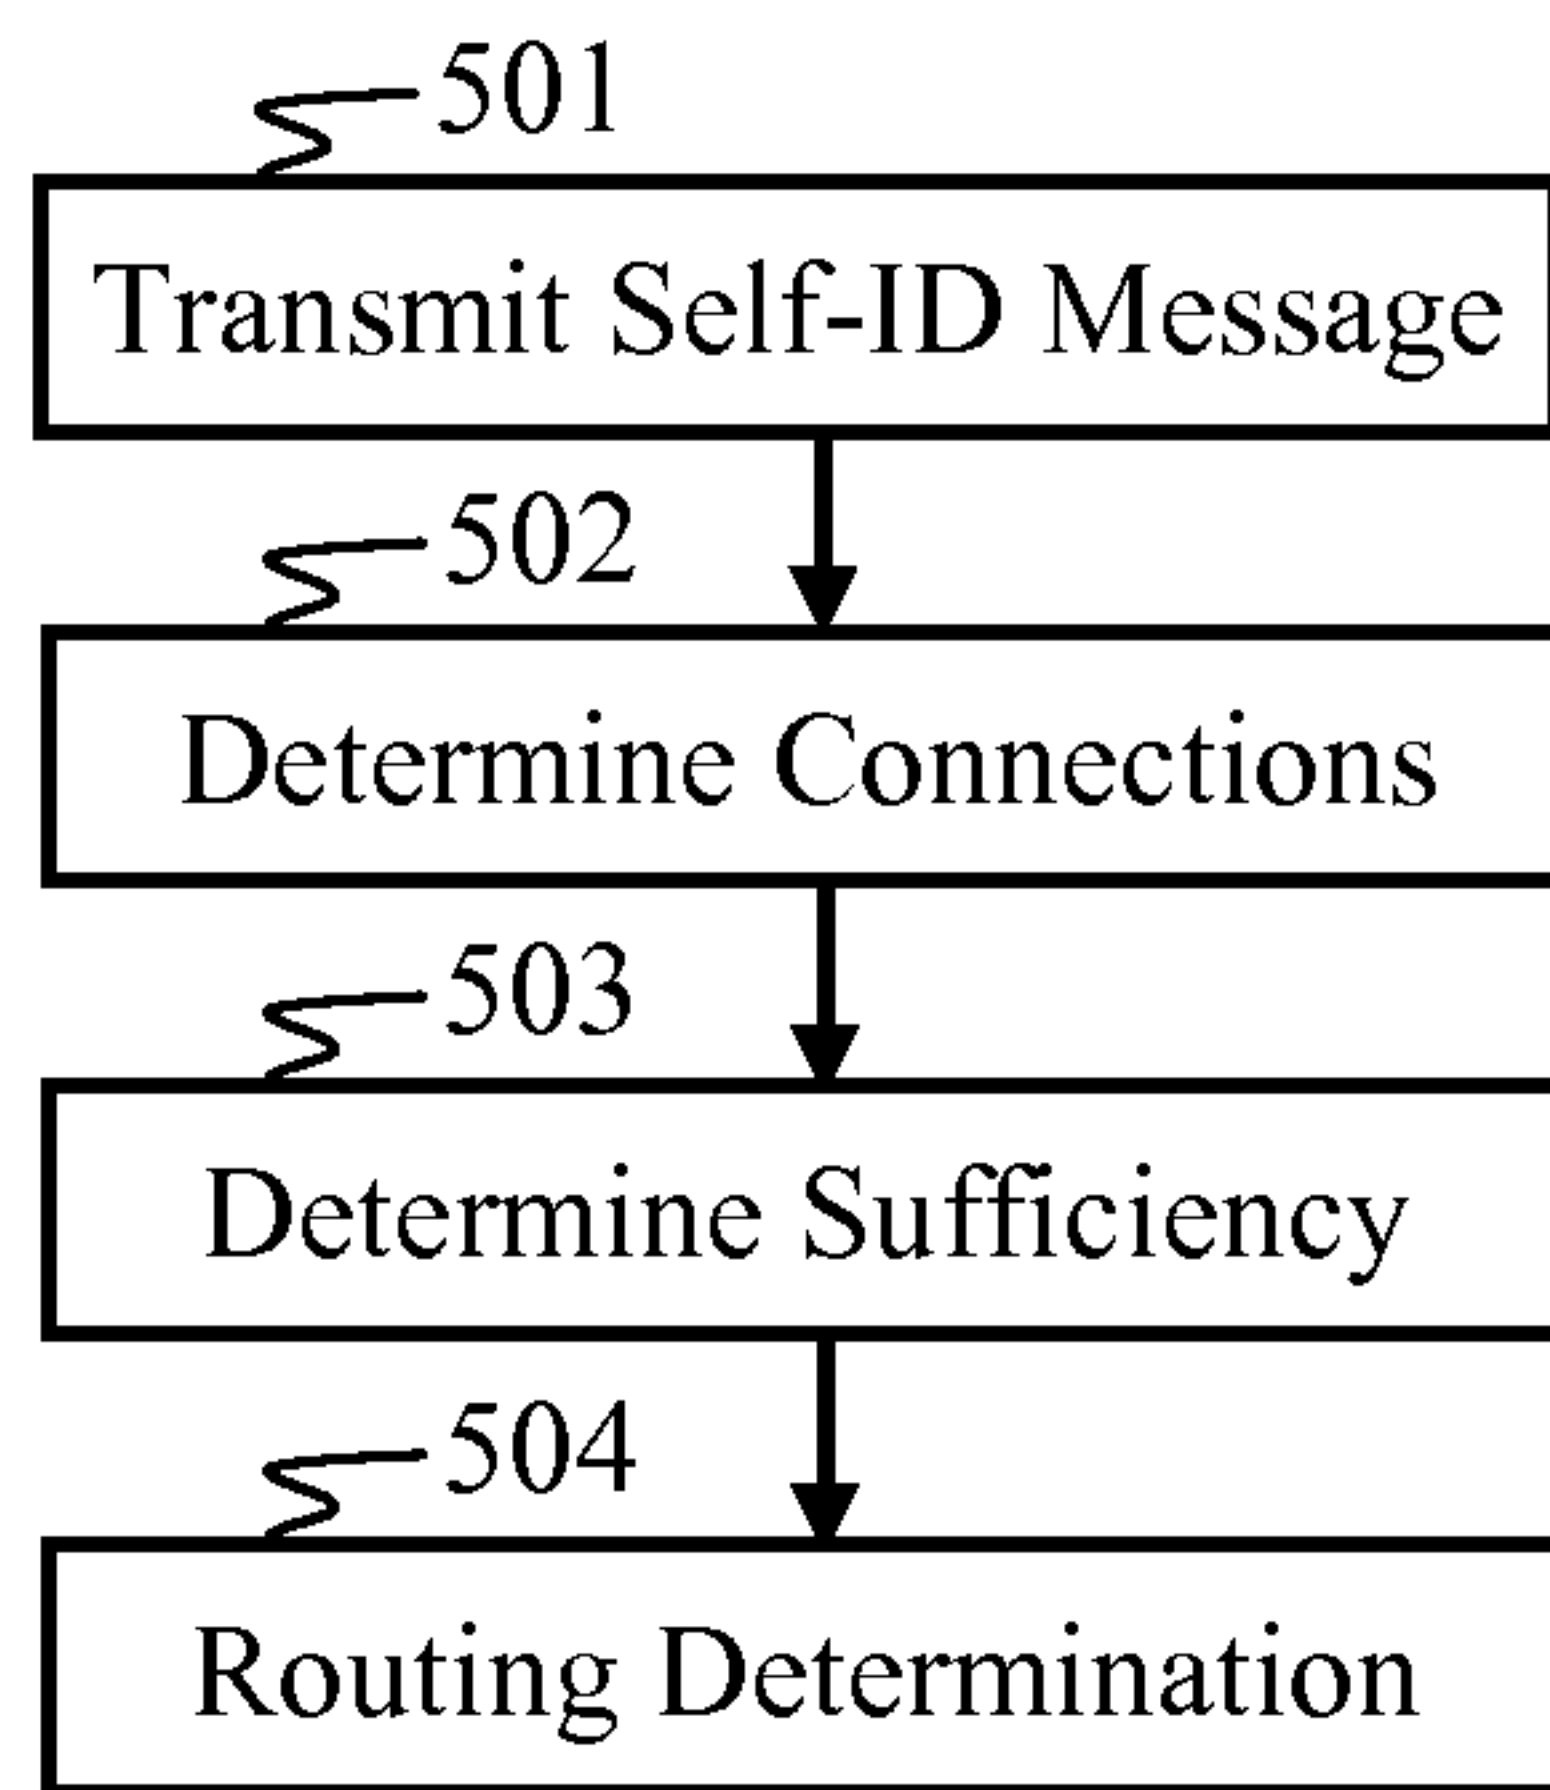 501
Transmit Self-ID Message
502
Determine Connections
503
Determine Sufficiency
504
Routing Determination